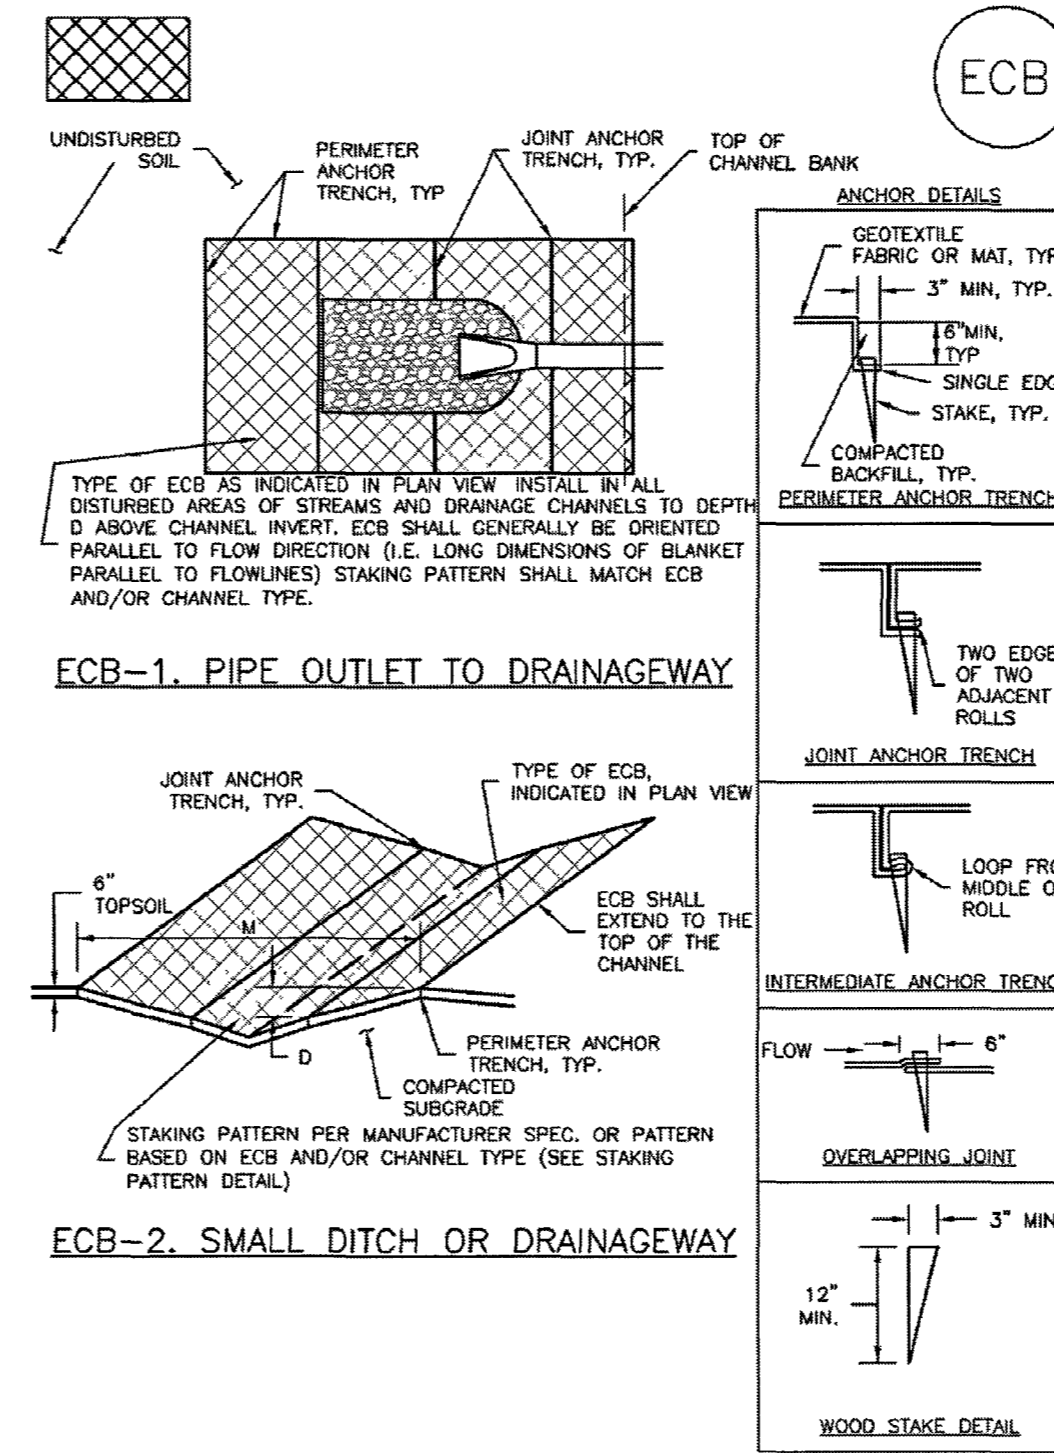 ECB
UNDISTURBED
SOIL
PERIMETER
ANCHOR
TRENCH, TYP
JOINT ANCHOR
TRENCH, TYP.
TOP OF
CHANNEL BANK
TYPE OF ECB AS INDICATED IN PLAN VIEW INSTALL IN ALL
DISTURBED AREAS OF STREAMS AND DRAINAGE CHANNELS TO DEPTH
D ABOVE CHANNEL INVERT. ECB SHALL GENERALLY BE ORIENTED
PARALLEL TO FLOW DIRECTION (I.E. LONG DIMENSIONS OF BLANKET
PARALLEL TO FLOWLINES) STAKING PATTERN SHALL MATCH ECB
AND/OR CHANNEL TYPE.
ECB-1. PIPE OUTLET TO DRAINAGEWAY
JOINT ANCHOR
TRENCH, TYP.
TYPE OF ECB,
INDICATED IN PLAN VIEW
6"
TOPSOIL
M
ECB SHALL
EXTEND TO THE
TOP OF THE
CHANNEL
D
PERIMETER ANCHOR
TRENCH, TYP.
COMPACTED
SUBGRADE
STAKING PATTERN PER MANUFACTURER SPEC. OR PATTERN
BASED ON ECB AND/OR CHANNEL TYPE (SEE STAKING
PATTERN DETAIL)
ECB-2. SMALL DITCH OR DRAINAGEWAY
ANCHOR DETAILS
GEOTEXTILE
FABRIC OR MAT, TYP
3" MIN, TYP.
6"MIN,
TYP
SINGLE EDG
STAKE, TYP.
COMPACTED
BACKFILL, TYP.
PERIMETER ANCHOR TRENCH
TWO EDGE
OF TWO
ADJACENT
ROLLS
JOINT ANCHOR TRENCH
LOOP FRO
MIDDLE O
ROLL
INTERMEDIATE ANCHOR TRENC
FLOW
6"
OVERLAPPING JOINT
3" MIN
12"
MIN.
WOOD STAKE DETAIL